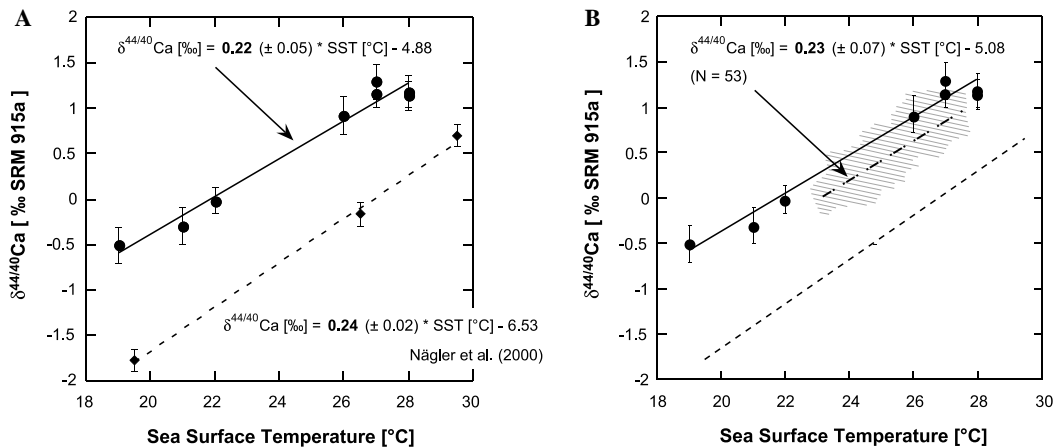 A
δ44/40Ca [‰] = 0.22 (± 0.05) * SST [°C] - 4.88
δ44/40Ca [ ‰ SRM 915a ]
2
1.5
1
0.5
0
-0.5
-1
-1.5
-2
δ44/40Ca [‰] = 0.24 (± 0.02) * SST [°C] - 6.53
Nägler et al. (2000)
18 20 22 24 26 28 30
Sea Surface Temperature [°C]
B
δ44/40Ca [‰] = 0.23 (± 0.07) * SST [°C] - 5.08
(N = 53)
δ44/40Ca [ ‰ SRM 915a ]
2
1.5
1
0.5
0
-0.5
-1
-1.5
-2
18 20 22 24 26 28 30
Sea Surface Temperature [°C]